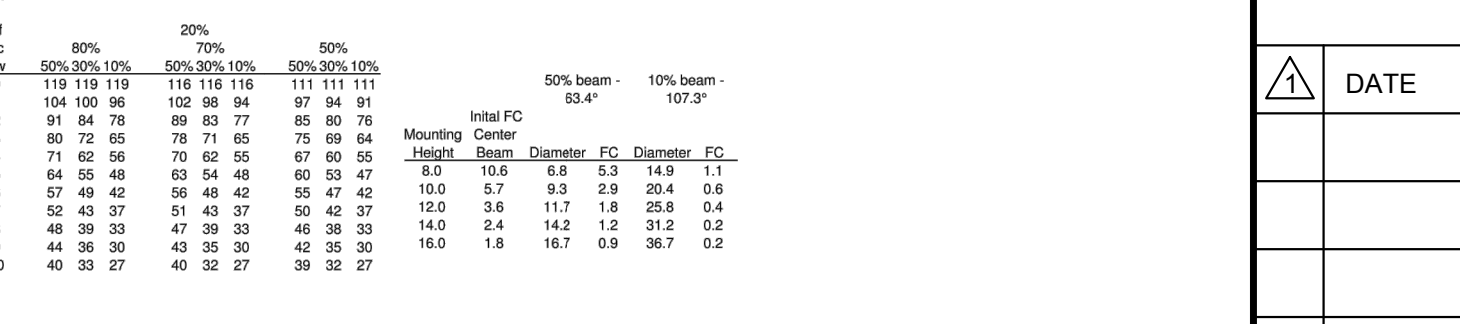 20%
80% 70% 50%
50% 30% 10% 50% 30% 10% 50% 30% 10%
119 119 119 116 116 116 111 111 111
104 100 96 102 98 94 97 94 91
91 84 78 89 83 77 85 80 76
80 72 65 78 71 65 75 69 64
71 62 56 70 62 55 67 60 55
64 55 48 63 54 48 60 53 47
57 49 42 56 48 42 55 47 42
52 43 37 51 43 37 50 42 37
48 39 33 47 39 33 46 38 33
44 36 30 43 35 30 42 35 30
40 33 27 40 32 27 39 32 27
50% beam - 10% beam -
63.4° 107.3°
Inital FC
Mounting Center
Height Beam Diameter FC Diameter FC
8.0 10.6 6.8 5.3 14.9 1.1
10.0 5.7 9.3 2.9 20.4 0.6
12.0 3.6 11.7 1.8 25.8 0.4
14.0 2.4 14.2 1.2 31.2 0.2
16.0 1.8 16.7 0.9 36.7 0.2
1 DATE